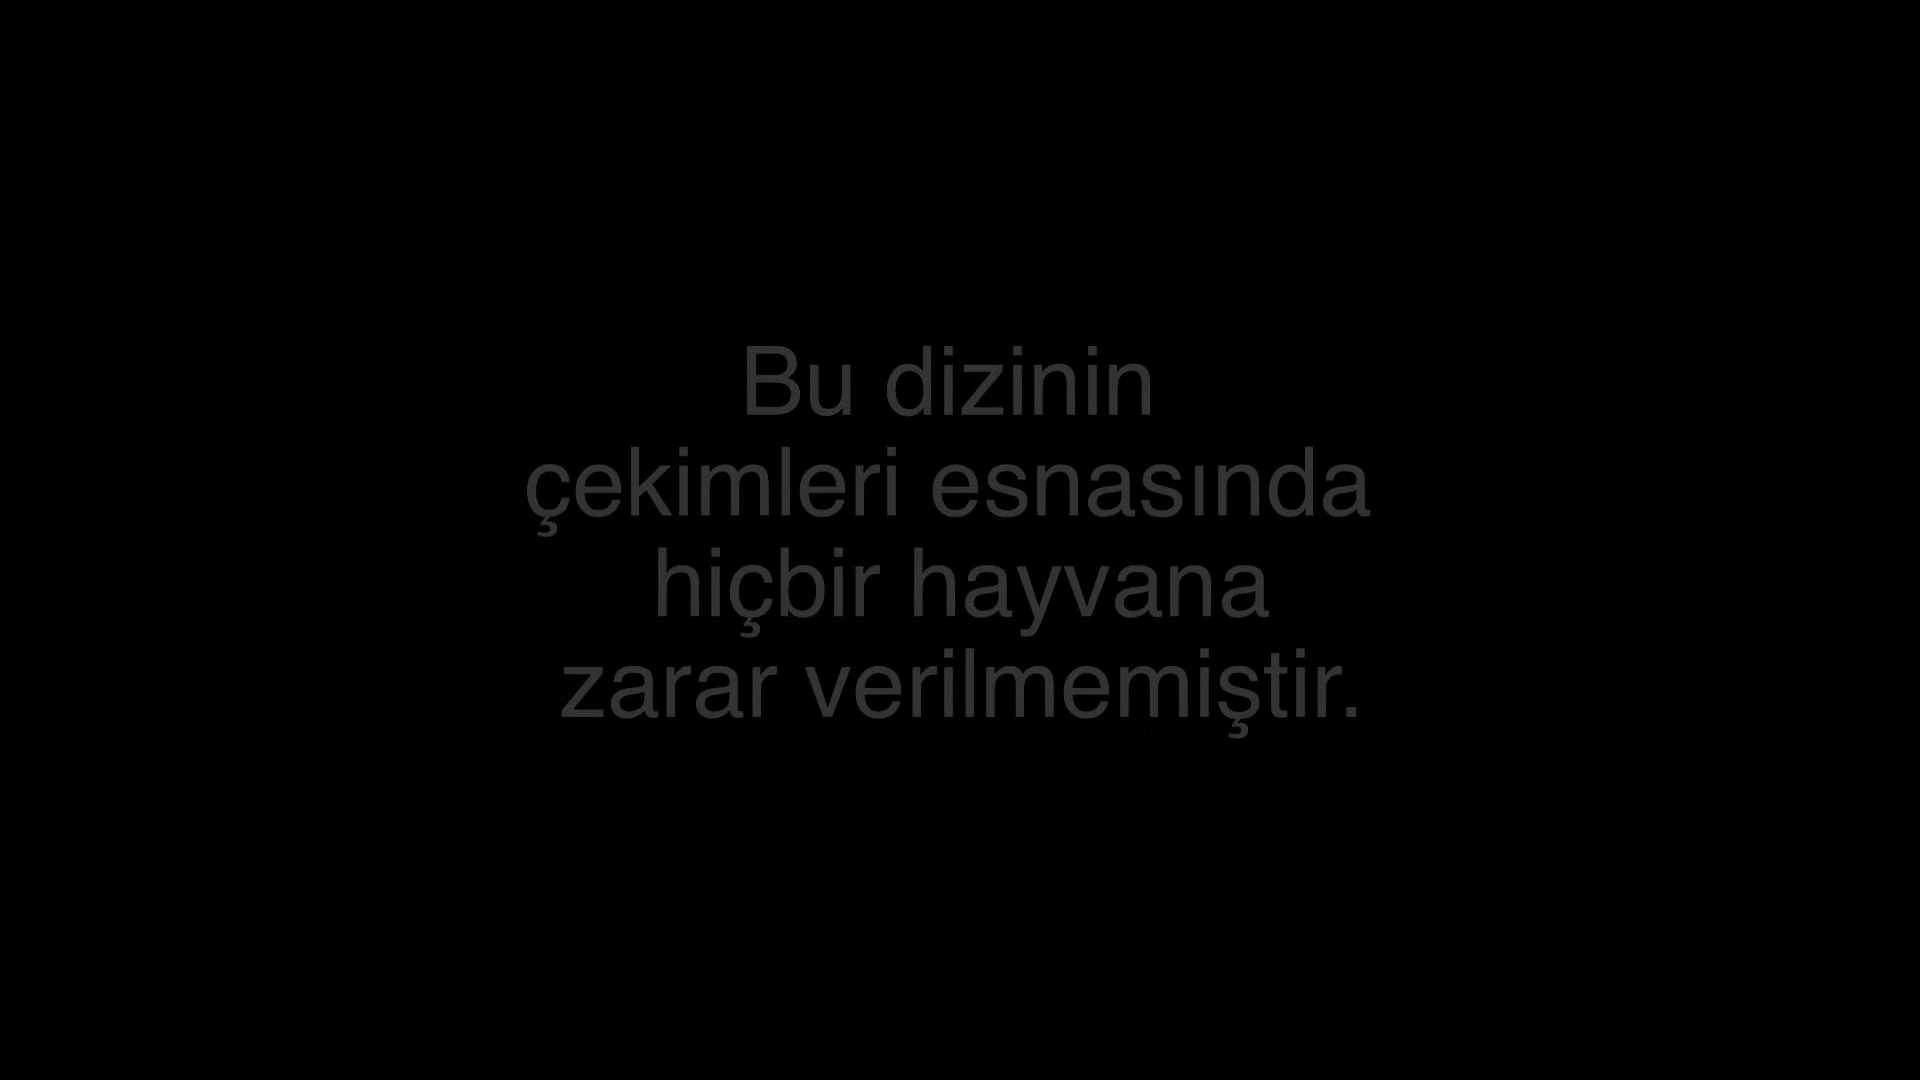 Bu dizinin
çekimleri esnasında
hiçbir hayvana
zarar verilmemiştir.